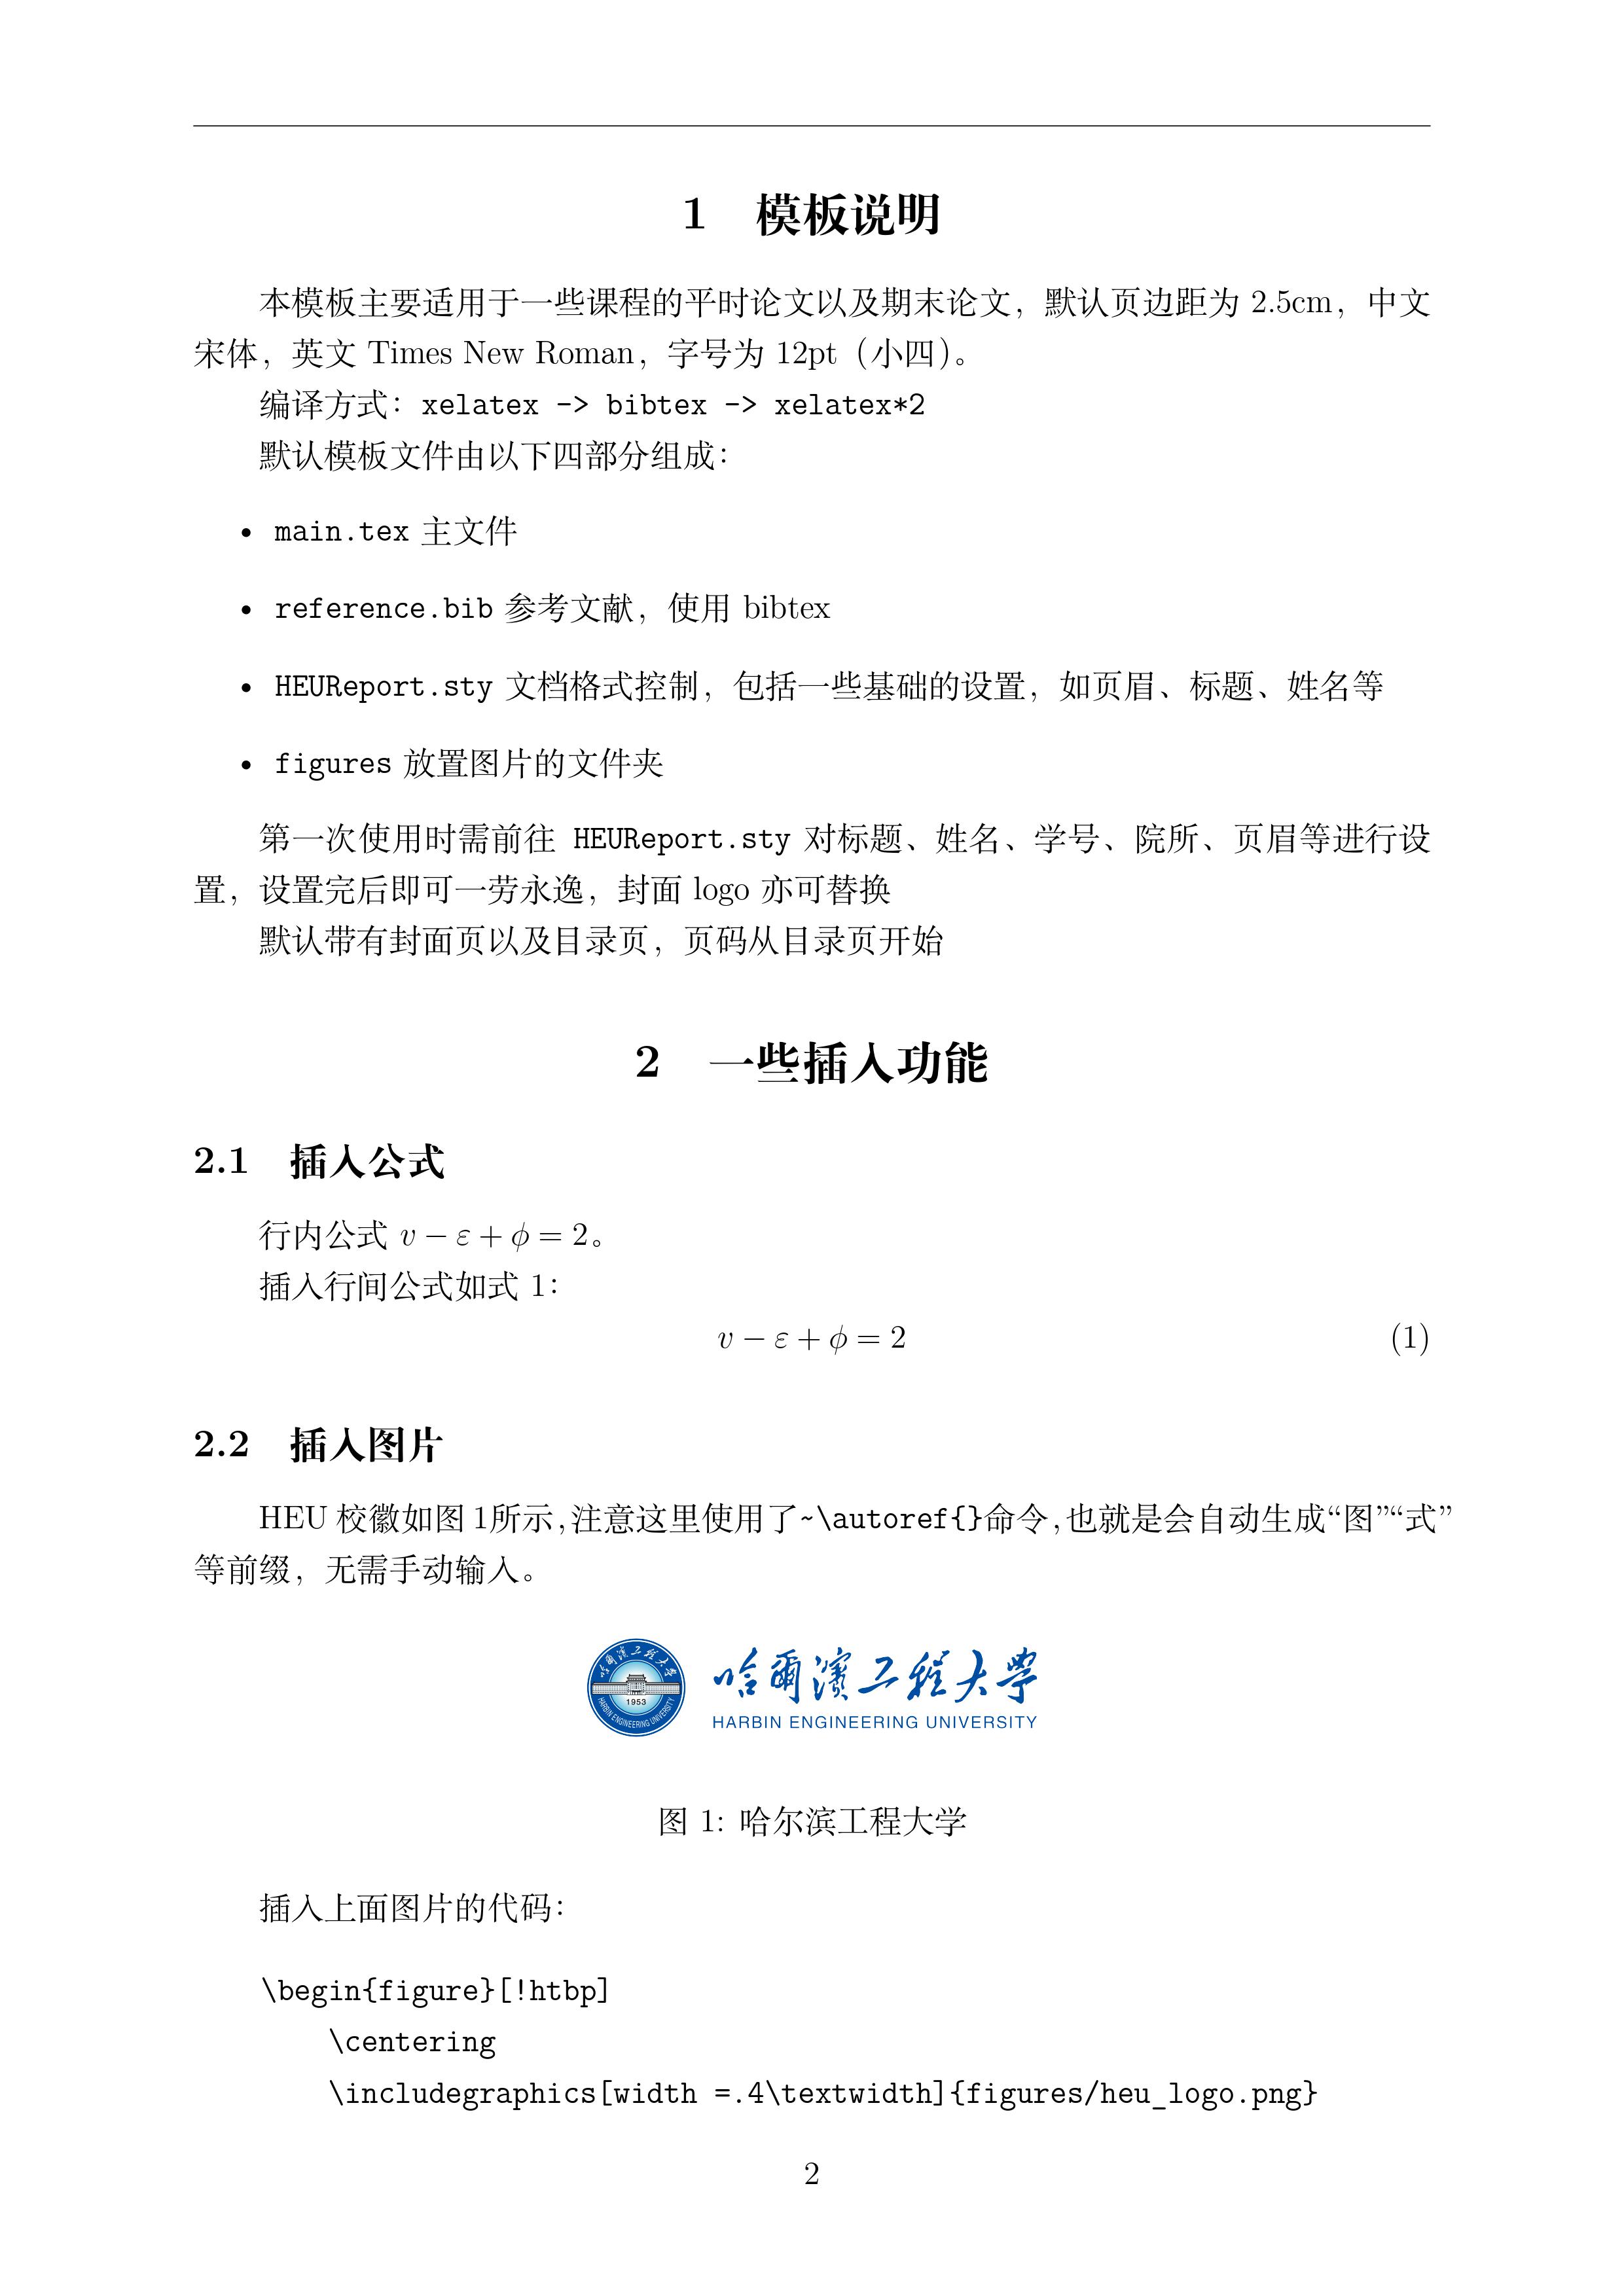 1 模板说明
本模板主要适用于一些课程的平时论文以及期末论文，默认页边距为 2.5cm，中文
宋体，英文 Times New Roman，字号为 12pt（小四）。
编译方式：xelatex -> bibtex -> xelatex*2
默认模板文件由以下四部分组成：
• main.tex 主文件
• reference.bib 参考文献，使用 bibtex
• HEUReport.sty 文档格式控制，包括一些基础的设置，如页眉、标题、姓名等
• figures 放置图片的文件夹
第一次使用时需前往 HEUReport.sty 对标题、姓名、学号、院所、页眉等进行设
置，设置完后即可一劳永逸，封面 logo 亦可替换
默认带有封面页以及目录页，页码从目录页开始
2 一些插入功能
2.1 插入公式
行内公式 v − ε + ϕ = 2。
插入行间公式如式 1：
v − ε + ϕ = 2 (1)
2.2 插入图片
HEU 校徽如图 1所示，注意这里使用了~\autoref{}命令，也就是会自动生成“图”“式”
等前缀，无需手动输入。
哈爾濱工程大學
1953
HARBIN ENGINEERING UNIVERSITY
哈爾濱工程大學
HARBIN ENGINEERING UNIVERSITY
图 1: 哈尔滨工程大学
插入上面图片的代码：
\begin{figure}[!htbp]
\centering
\includegraphics[width =.4\textwidth]{figures/heu_logo.png}
2